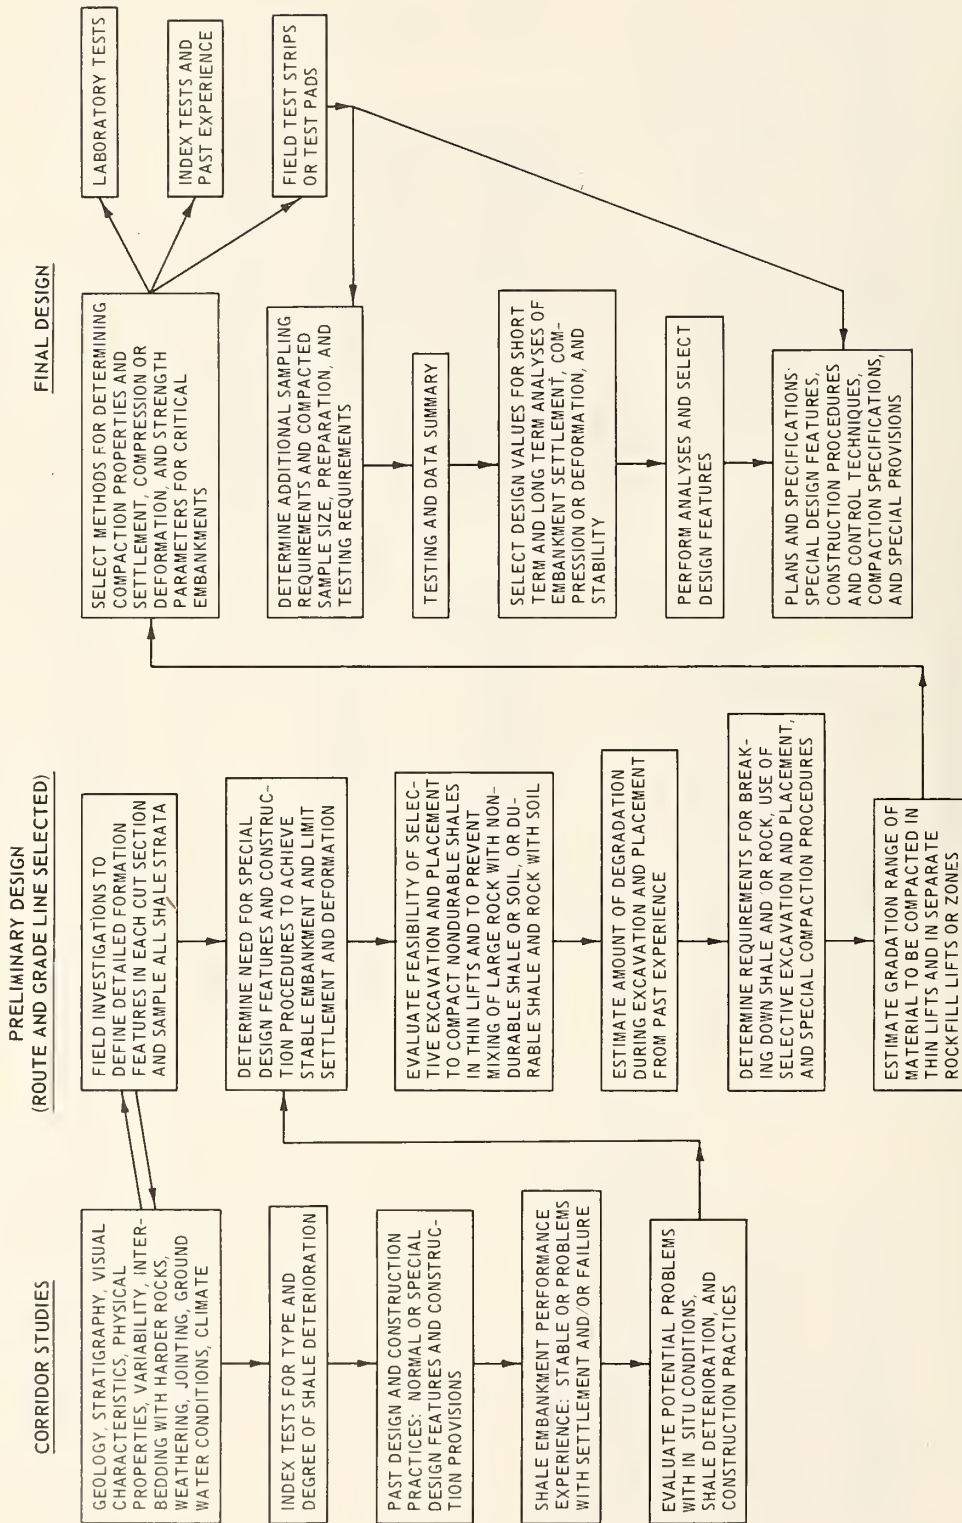 CORRIDOR STUDIES
GEOLOGY, STRATIGRAPHY, VISUAL
CHARACTERISTICS, PHYSICAL
PROPERTIES, VARIABILITY, INTER-
BEDDING WITH HARDER ROCKS,
WEATHERING, JOINTING, GROUND
WATER CONDITIONS, CLIMATE
INDEX TESTS FOR TYPE AND
DEGREE OF SHALE DETERIORATION
PAST DESIGN AND CONSTRUCTION
PRACTICES: NORMAL OR SPECIAL
DESIGN FEATURES AND CONSTRUC-
TION PROVISIONS
SHALE EMBANKMENT PERFORMANCE
EXPERIENCE: STABLE OR PROBLEMS
WITH SETTLEMENT AND/OR FAILURE
EVALUATE POTENTIAL PROBLEMS
WITH IN SITU CONDITIONS,
SHALE DETERIORATION, AND
CONSTRUCTION PRACTICES
PRELIMINARY DESIGN
(ROUTE AND GRADE LINE SELECTED)
FIELD INVESTIGATIONS TO
DEFINE DETAILED FORMATION
FEATURES IN EACH CUT SECTION
AND SAMPLE ALL SHALE STRATA
DETERMINE NEED FOR SPECIAL
DESIGN FEATURES AND CONSTRUC-
TION PROCEDURES TO ACHIEVE
STABLE EMBANKMENT AND LIMIT
SETTLEMENT AND DEFORMATION
EVALUATE FEASIBILITY OF SELEC-
TIVE EXCAVATION AND PLACEMENT
TO COMPACT NONDURABLE SHALES
IN THIN LIFTS AND TO PREVENT
MIXING OF LARGE ROCK WITH NON-
DURABLE SHALE OR SOIL, OR DU-
RABLE SHALE AND ROCK WITH SOIL
ESTIMATE AMOUNT OF DEGRADATION
DURING EXCAVATION AND PLACEMENT
FROM PAST EXPERIENCE
DETERMINE REQUIREMENTS FOR BREAK-
ING DOWN SHALE AND OR ROCK, USE OF
SELECTIVE EXCAVATION AND PLACEMENT,
AND SPECIAL COMPACTION PROCEDURES
ESTIMATE GRADATION RANGE OF
MATERIAL TO BE COMPACTED IN
THIN LIFTS AND IN SEPARATE
ROCKFILL LIFTS OR ZONES
FINAL DESIGN
SELECT METHODS FOR DETERMINING
COMPACTION PROPERTIES AND
SETTLEMENT, COMPRESSION OR
DEFORMATION, AND STRENGTH
PARAMETERS FOR CRITICAL
EMBANKMENTS
LABORATORY TESTS
INDEX TESTS AND
PAST EXPERIENCE
FIELD TEST STRIPS
OR TEST PADS
DETERMINE ADDITIONAL SAMPLING
REQUIREMENTS AND COMPACTED
SAMPLE SIZE, PREPARATION, AND
TESTING REQUIREMENTS
TESTING AND DATA SUMMARY
SELECT DESIGN VALUES FOR SHORT
TERM AND LONG TERM ANALYSES OF
EMBANKMENT SETTLEMENT, COM-
PRESSION OR DEFORMATION, AND
STABILITY
PERFORM ANALYSES AND SELECT
DESIGN FEATURES
PLANS AND SPECIFICATIONS:
SPECIAL DESIGN FEATURES,
CONSTRUCTION PROCEDURES
AND CONTROL TECHNIQUES,
COMPACTION SPECIFICATIONS,
AND SPECIAL PROVISIONS